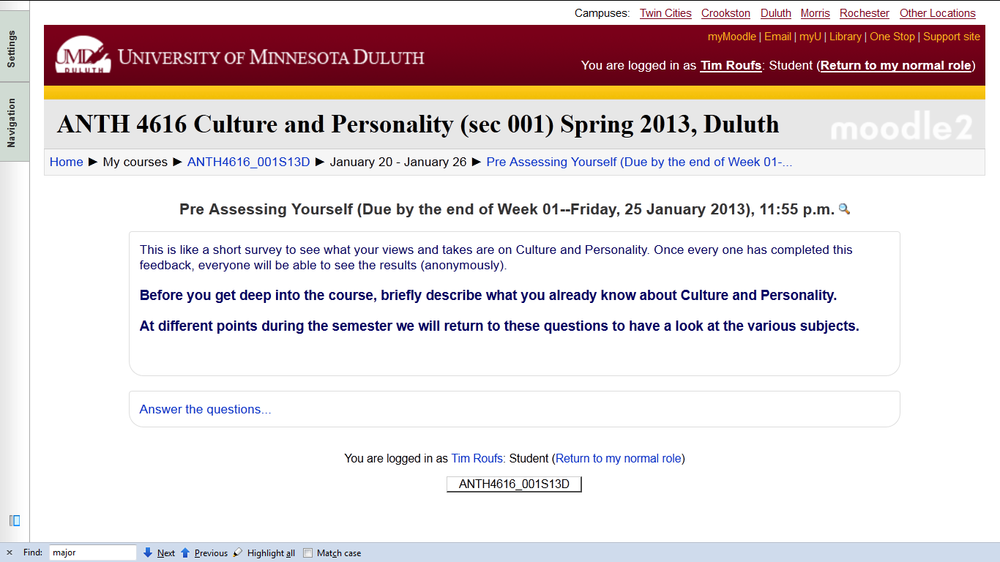 Campuses: Twin Cities Crookston Duluth Morris Rochester Other Locations
myMoodle | Email | myU | Library | One Stop | Support site
UMD
DULUTH
UNIVERSITY OF MINNESOTA DULUTH
You are logged in as Tim Roufs: Student (Return to my normal role)
Settings
Navigation
ANTH 4616 Culture and Personality (sec 001) Spring 2013, Duluth
moodle2
Home ► My courses ► ANTH4616_001S13D ► January 20 - January 26 ► Pre Assessing Yourself (Due by the end of Week 01-...
Pre Assessing Yourself (Due by the end of Week 01--Friday, 25 January 2013), 11:55 p.m.
This is like a short survey to see what your views and takes are on Culture and Personality. Once every one has completed this
feedback, everyone will be able to see the results (anonymously).
Before you get deep into the course, briefly describe what you already know about Culture and Personality.
At different points during the semester we will return to these questions to have a look at the various subjects.
Answer the questions...
You are logged in as Tim Roufs: Student (Return to my normal role)
ANTH4616_001S13D
× Find: major Next Previous Highlight all Match case